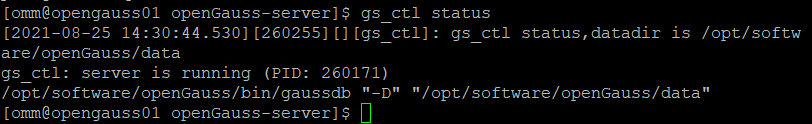 [omm@opengauss01 openGauss-server]$ gs_ctl status
[2021-08-25 14:30:44.530][260255][][gs_ctl]: gs_ctl status,datadir is /opt/softw
are/openGauss/data
gs_ctl: server is running (PID: 260171)
/opt/software/openGauss/bin/gaussdb "-D" "/opt/software/openGauss/data"
[omm@opengauss01 openGauss-server]$